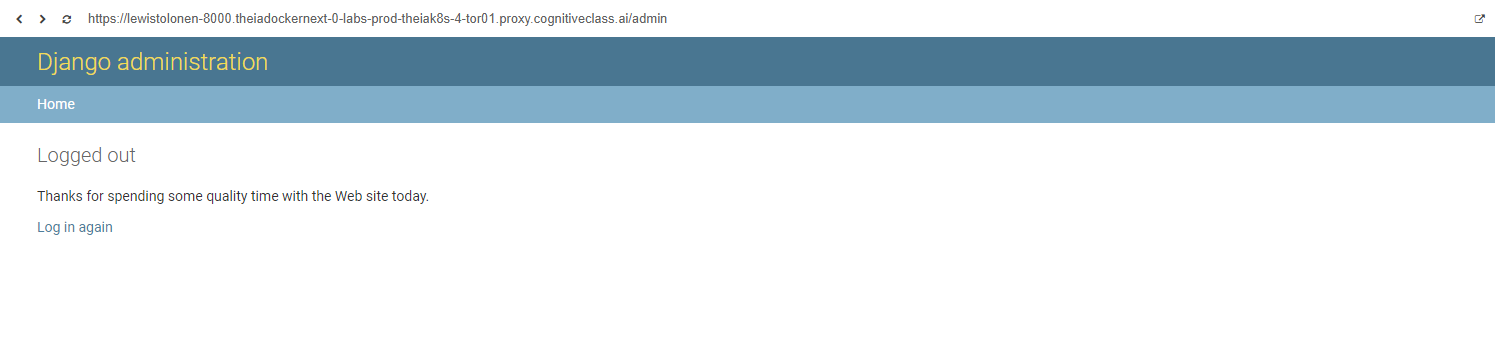 https://lewistolonen-8000.theiadockernext-0-labs-prod-theiak8s-4-tor01.proxy.cognitiveclass.ai/admin
Django administration
Home
Logged out
Thanks for spending some quality time with the Web site today.
Log in again